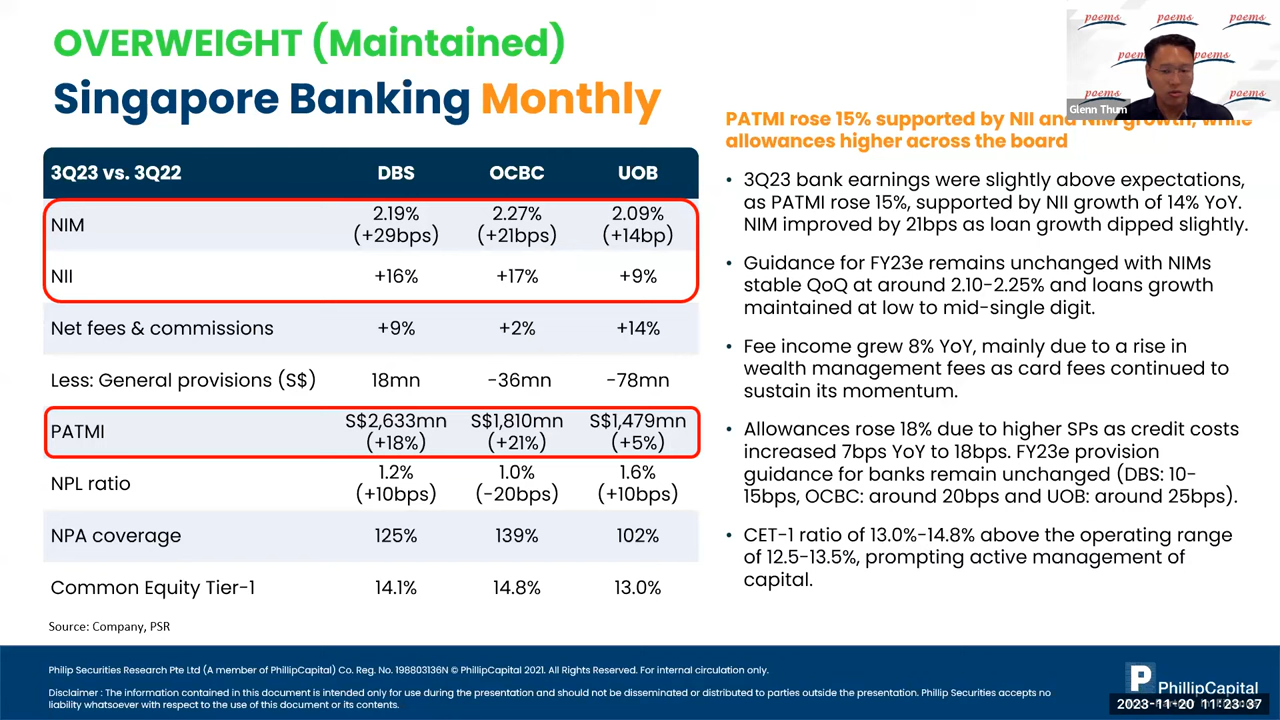 OVERWEIGHT (Maintained)
Singapore Banking Monthly
3Q23 vs. 3Q22 DBS OCBC UOB
NIM 2.19% (+29bps) 2.27% (+21bps) 2.09% (+14bp)
NII +16% +17% +9%
Net fees & commissions +9% +2% +14%
Less: General provisions (S$) 18mn -36mn -78mn
PATMI S$2,633mn (+18%) S$1,810mn (+21%) S$1,479mn (+5%)
NPL ratio 1.2% (+10bps) 1.0% (-20bps) 1.6% (+10bps)
NPA coverage 125% 139% 102%
Common Equity Tier-1 14.1% 14.8% 13.0%
Source: Company, PSR
poems poems poems
poems poems
poems poems
Glenn Thum
PATMI rose 15% supported by NII and NIM growth, while
allowances higher across the board
• 3Q23 bank earnings were slightly above expectations,
as PATMI rose 15%, supported by NII growth of 14% YoY.
NIM improved by 21bps as loan growth dipped slightly.
• Guidance for FY23e remains unchanged with NIMs
stable QoQ at around 2.10-2.25% and loans growth
maintained at low to mid-single digit.
• Fee income grew 8% YoY, mainly due to a rise in
wealth management fees as card fees continued to
sustain its momentum.
• Allowances rose 18% due to higher SPs as credit costs
increased 7bps YoY to 18bps. FY23e provision
guidance for banks remain unchanged (DBS: 10-
15bps, OCBC: around 20bps and UOB: around 25bps).
• CET-1 ratio of 13.0%-14.8% above the operating range
of 12.5-13.5%, prompting active management of
capital.
Philip Securities Research Pte Ltd (A member of PhillipCapital) Co. Reg. No. 198803136N © PhillipCapital 2021. All Rights Reserved. For internal circulation only.
Disclaimer : The information contained in this document is intended only for use during the presentation and should not be disseminated or distributed to parties outside the presentation. Phillip Securities accepts no
liability whatsoever with respect to the use of this document or its contents.
PhillipCapital
2023-11-20 11:23:37